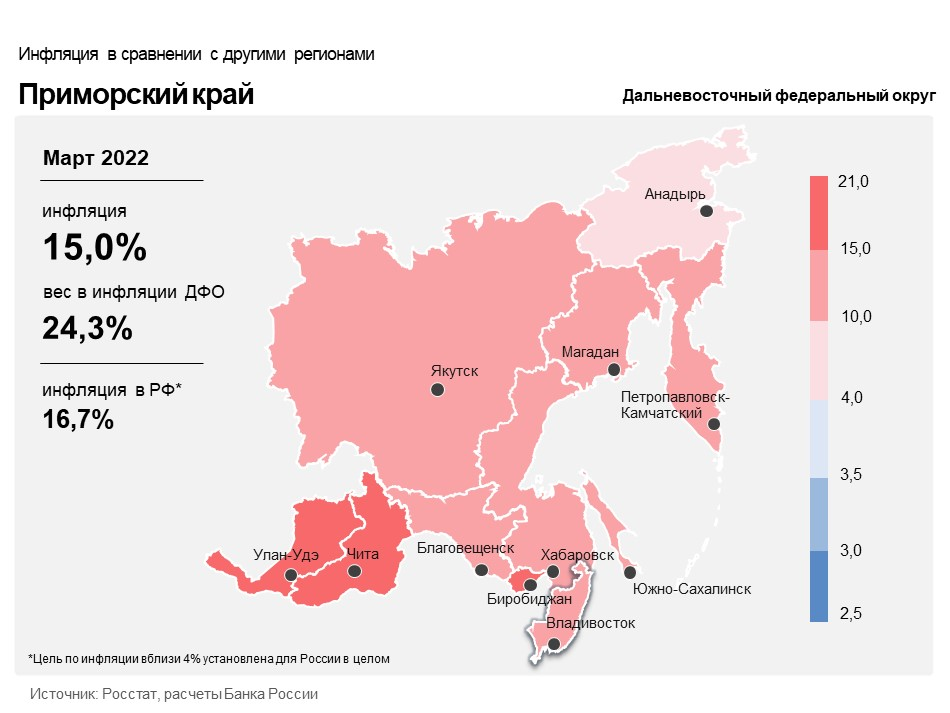 Инфляция в сравнении с другими регионами
Приморский край
Дальневосточный федеральный округ
Март 2022
инфляция
15,0%
вес в инфляции ДФО
24,3%
инфляция в РФ*
16,7%
Анадырь
Якутск
Магадан
Петропавловск-
Камчатский
Улан-Удэ
Чита
Благовещенск
Хабаровск
Биробиджан
Южно-Сахалинск
Владивосток
21,0
15,0
10,0
4,0
3,5
3,0
2,5
*Цель по инфляции вблизи 4% установлена для России в целом
Источник: Росстат, расчеты Банка России